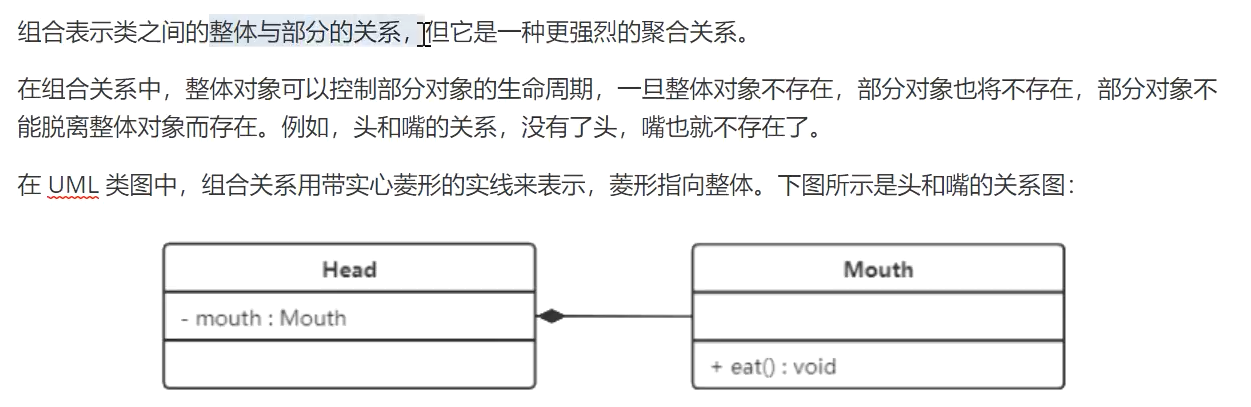 组合表示类之间的整体与部分的关系，但它是一种更强烈的聚合关系。
在组合关系中，整体对象可以控制部分对象的生命周期，一旦整体对象不存在，部分对象也将不存在，部分对象不
能脱离整体对象而存在。例如，头和嘴的关系，没有了头，嘴也就不存在了。
在 UML 类图中，组合关系用带实心菱形的实线来表示，菱形指向整体。下图所示是头和嘴的关系图：
Head
- mouth : Mouth
Mouth
+ eat() : void